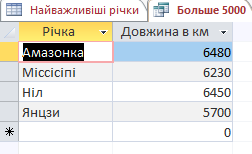 Найважливіші річки Больше 5000
Річка Довжина в км
Амазонка 6480
Міссісіпі 6230
Ніл 6450
Янцзи 5700
0